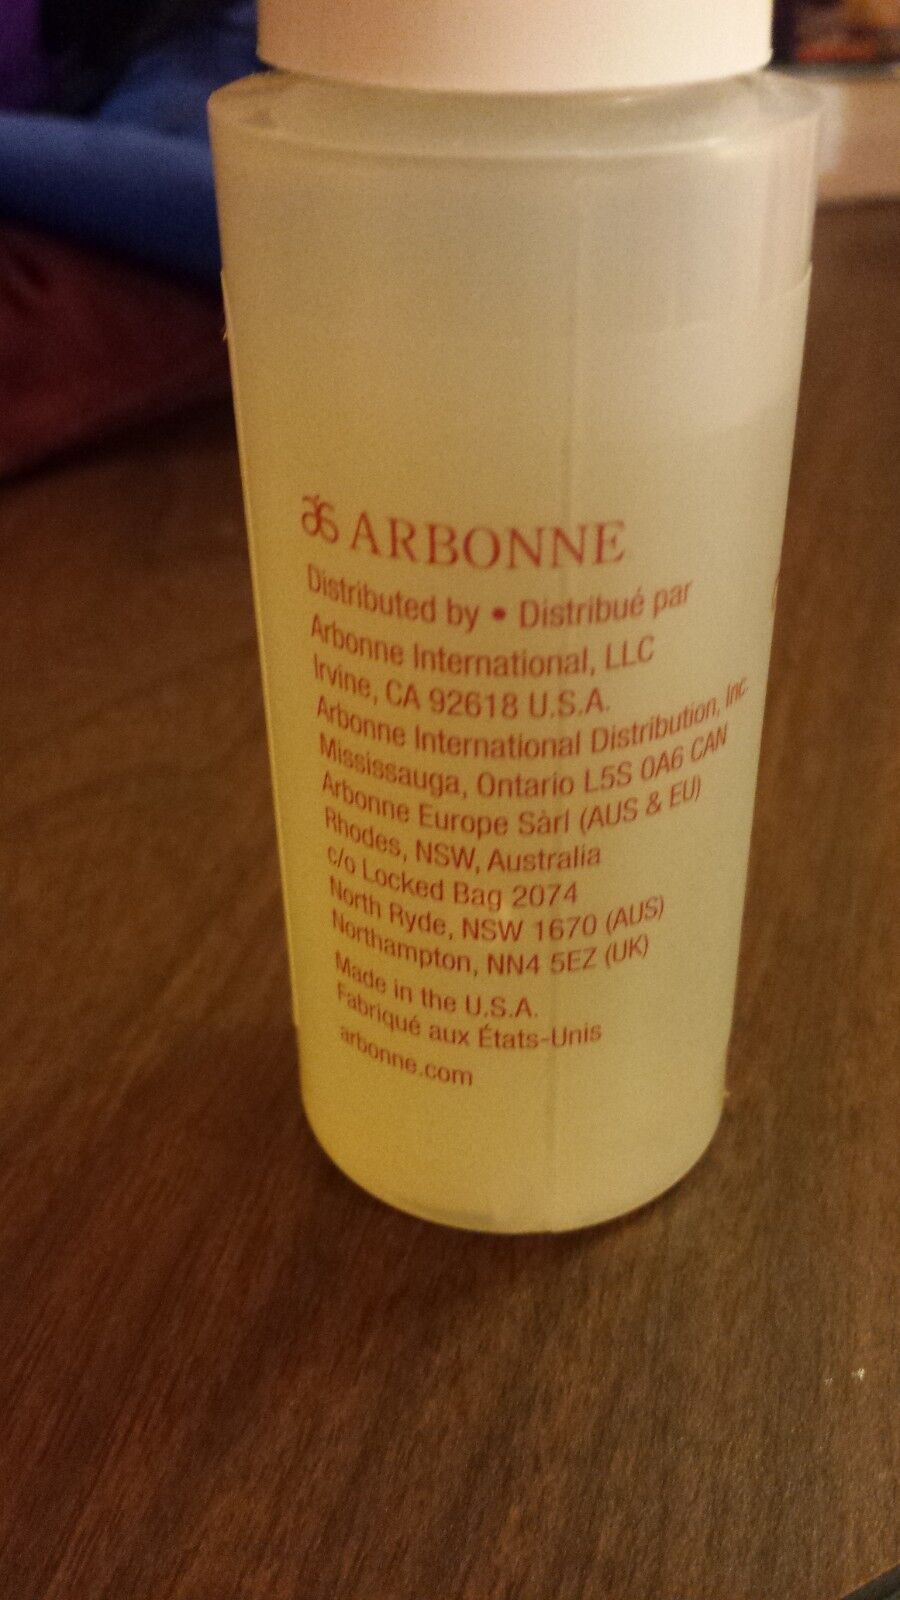 ARBONNE
Distributed by • Distribué par
Arbonne International, LLC
Irvine, CA 92618 U.S.A.
Arbonne International Distribution, Inc.
Mississauga, Ontario L5S 0A6 CAN
Arbonne Europe Sàrl (AUS & EU)
Rhodes, NSW, Australia
c/o Locked Bag 2074
North Ryde, NSW 1670 (AUS)
Northampton, NN4 5EZ (UK)
Made in the U.S.A.
Fabriqué aux États-Unis
arbonne.com